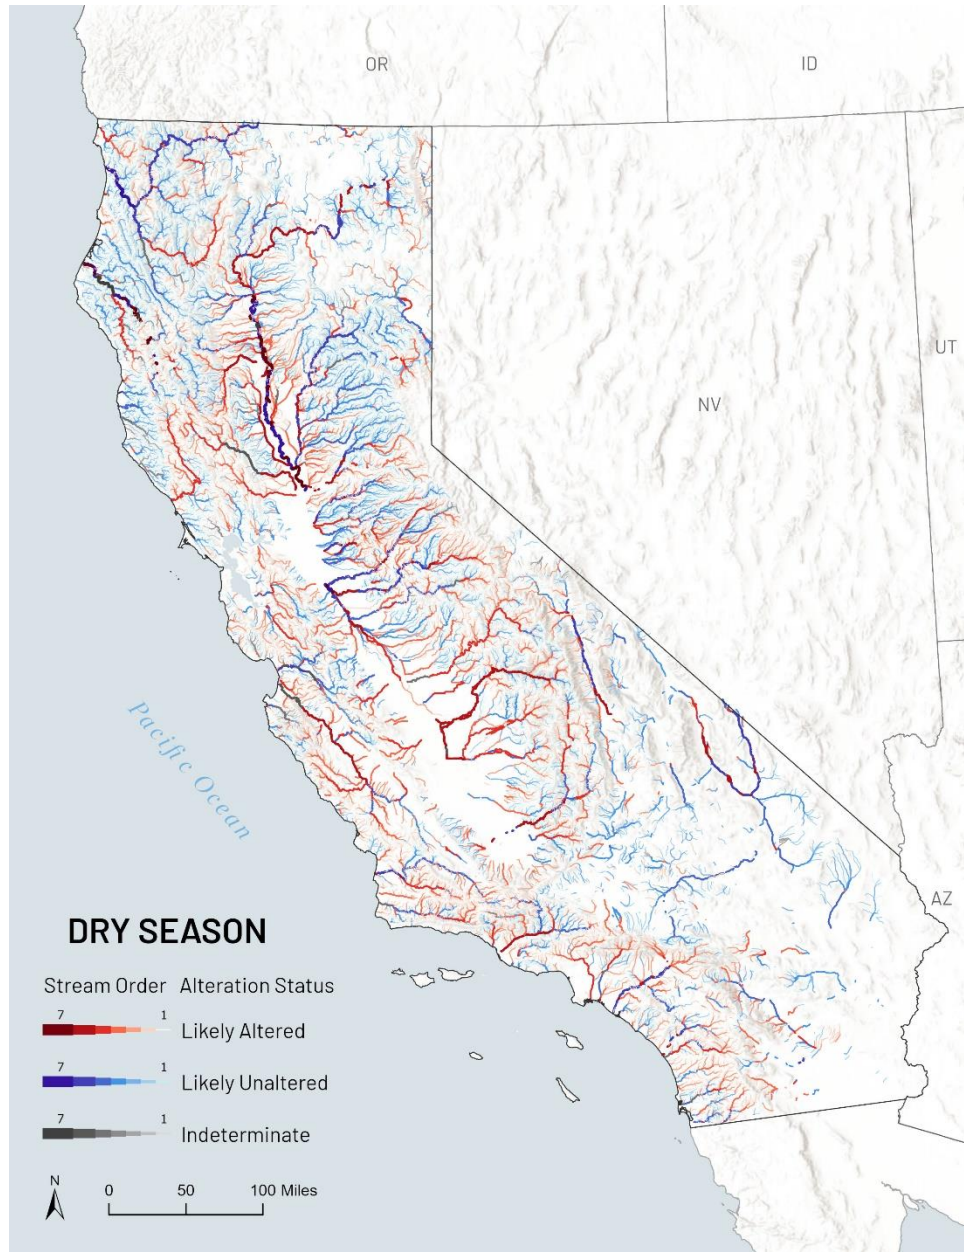 OR
ID
UT
NV
Pacific Ocean
AZ
DRY SEASON
Stream Order Alteration Status
7 1
Likely Altered
7 1
Likely Unaltered
7 1
Indeterminate
N
0 50 100 Miles